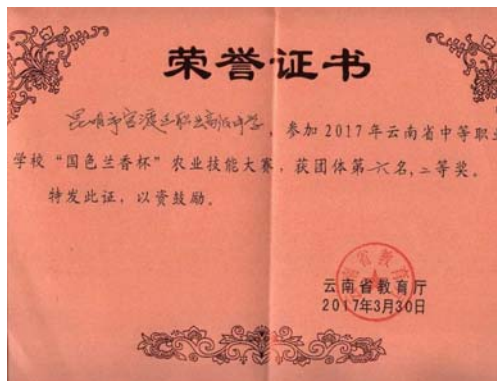 荣誉证书
昆明市官渡区职业高级中学，参加2017年云南省中等职业
学校“国色兰香杯”农业技能大赛，获团体第六名，二等奖。
特发此证，以资鼓励。
云南省教育厅
2017年3月30日